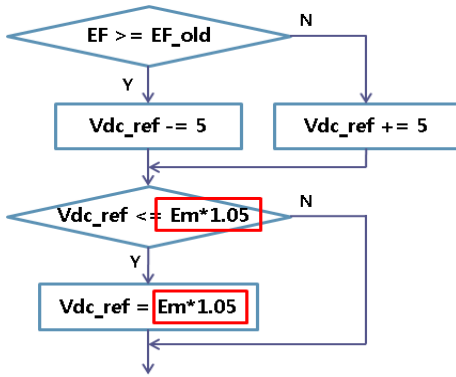 EF >= EF_old
N
Y
Vdc_ref -= 5
Vdc_ref += 5
Vdc_ref <= Em*1.05
N
Y
Vdc_ref = Em*1.05